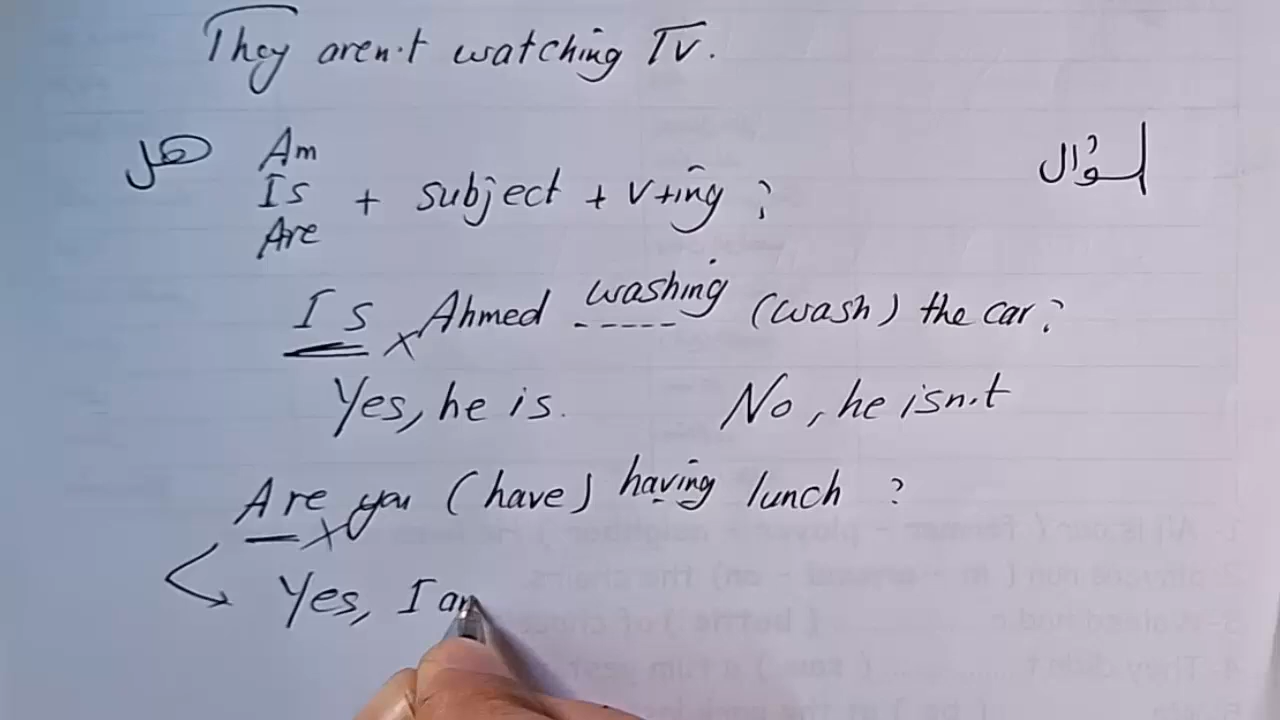 They aren't watching TV.
هل Am السؤال
Is + subject + v+ing ?
Are
washing
Is Ahmed ----- (wash) the car ?
Yes, he is. No, he isn't
Are you (have) having lunch ?
Yes, I am